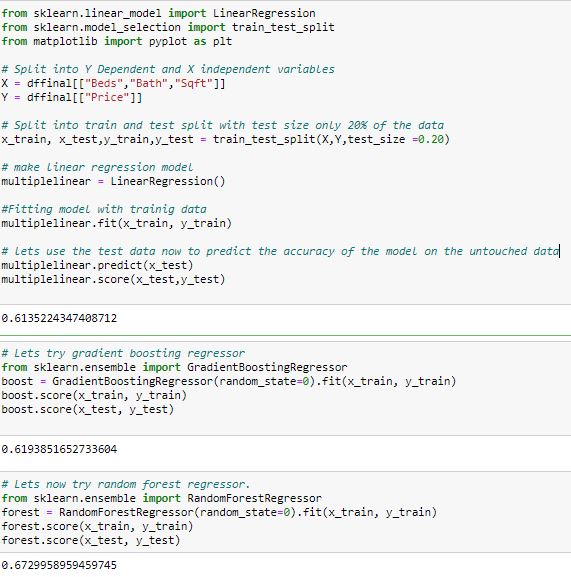 from sklearn.linear_model import LinearRegression
from sklearn.model_selection import train_test_split
from matplotlib import pyplot as plt
# Split into Y Dependent and X independent variables
X = dffinal[["Beds","Bath","Sqft"]]
Y = dffinal[["Price"]]
# Split into train and test split with test size only 20% of the data
x_train, x_test,y_train,y_test = train_test_split(X,Y,test_size =0.20)
# make linear regression model
multiplelinear = LinearRegression()
#Fitting model with trainig data
multiplelinear.fit(x_train, y_train)
# lets use the test data now to predict the accuracy of the model on the untouched data
multiplelinear.predict(x_test)
multiplelinear.score(x_test,y_test)
0.6135224347408712
# Lets try gradient boosting regressor
from sklearn.ensemble import GradientBoostingRegressor
boost = GradientBoostingRegressor(random_state=0).fit(x_train, y_train)
boost.score(x_train, y_train)
boost.score(x_test, y_test)
0.6193851652733604
# Lets now try random forest regressor.
from sklearn.ensemble import RandomForestRegressor
forest = RandomForestRegressor(random_state=0).fit(x_train, y_train)
forest.score(x_train, y_train)
forest.score(x_test, y_test)
0.6729958959459745